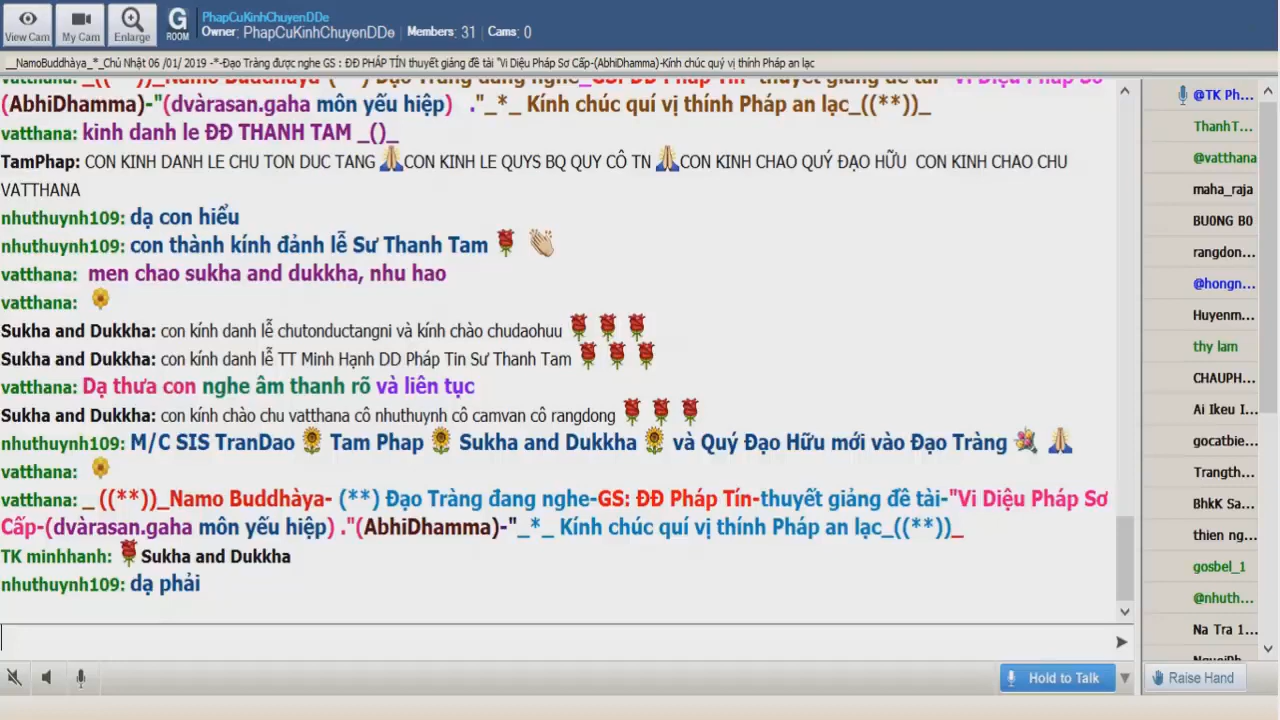 View Cam
My Cam
Enlarge
G
ROOM
PhapCuKinhChuyenDDe
Owner: PhapCuKinhChuyenDDe Members: 31 Cams: 0
__NamoBuddhàya_*_Chủ Nhật 06 /01/ 2019 -*-Đạo Tràng được nghe GS : ĐĐ PHÁP TÍN thuyết giảng đề tài "Vi Diệu Pháp Sơ Cấp-(AbhiDhamma)-Kính chúc quý vị thính Pháp an lạc
(AbhiDhamma)-"(dvàrasan.gaha môn yếu hiệp) ."_*_ Kính chúc quí vị thính Pháp an lạc_((**))_
vatthana: kinh danh le ĐĐ THANH TAM _()_
TamPhap: CON KINH DANH LE CHU TON DUC TANG 🙏CON KINH LE QUYS BQ QUY CÔ TN 🙏CON KINH CHAO QUÝ ĐẠO HỮU CON KINH CHAO CHU
VATTHANA
nhuthuynh109: dạ con hiểu
nhuthuynh109: con thành kính đảnh lễ Sư Thanh Tam 🌹 👏
vatthana: men chao sukha and dukkha, nhu hao
vatthana: 🌼
Sukha and Dukkha: con kính danh lễ chutonductangni và kính chào chudaohuu 🌹 🌹 🌹
Sukha and Dukkha: con kính danh lễ TT Minh Hạnh DD Pháp Tin Sư Thanh Tam 🌹 🌹 🌹
vatthana: Dạ thưa con nghe âm thanh rõ và liên tục
Sukha and Dukkha: con kính chào chu vatthana cô nhuthuynh cô camvan cô rangdong 🌹 🌹 🌹
nhuthuynh109: M/C SIS TranDao 🌻 Tam Phap 🌻 Sukha and Dukkha 🌻 và Quý Đạo Hữu mới vào Đạo Tràng 💐 🙏
vatthana: 🌼
vatthana: _ ((**))_Namo Buddhàya- (**) Đạo Tràng đang nghe-GS: ĐĐ Pháp Tín-thuyết giảng đề tài-"Vi Diệu Pháp Sơ
Cấp-(dvàrasan.gaha môn yếu hiệp) ."(AbhiDhamma)-"_*_ Kính chúc quí vị thính Pháp an lạc_((**))_
TK minhhanh: 🌹Sukha and Dukkha
nhuthuynh109: dạ phải
@TK Ph...
ThanhT...
@vatthana
maha_raja
BU0NG B0
rangdon...
@hongn...
Huyenm...
thy lam
CHAUPH...
Ai Ikeu I...
gocatbie...
Trangth...
BhkK Sa...
thien ng...
gosbel_1
@nhuth...
Na Tra 1...
Hold to Talk
Raise Hand